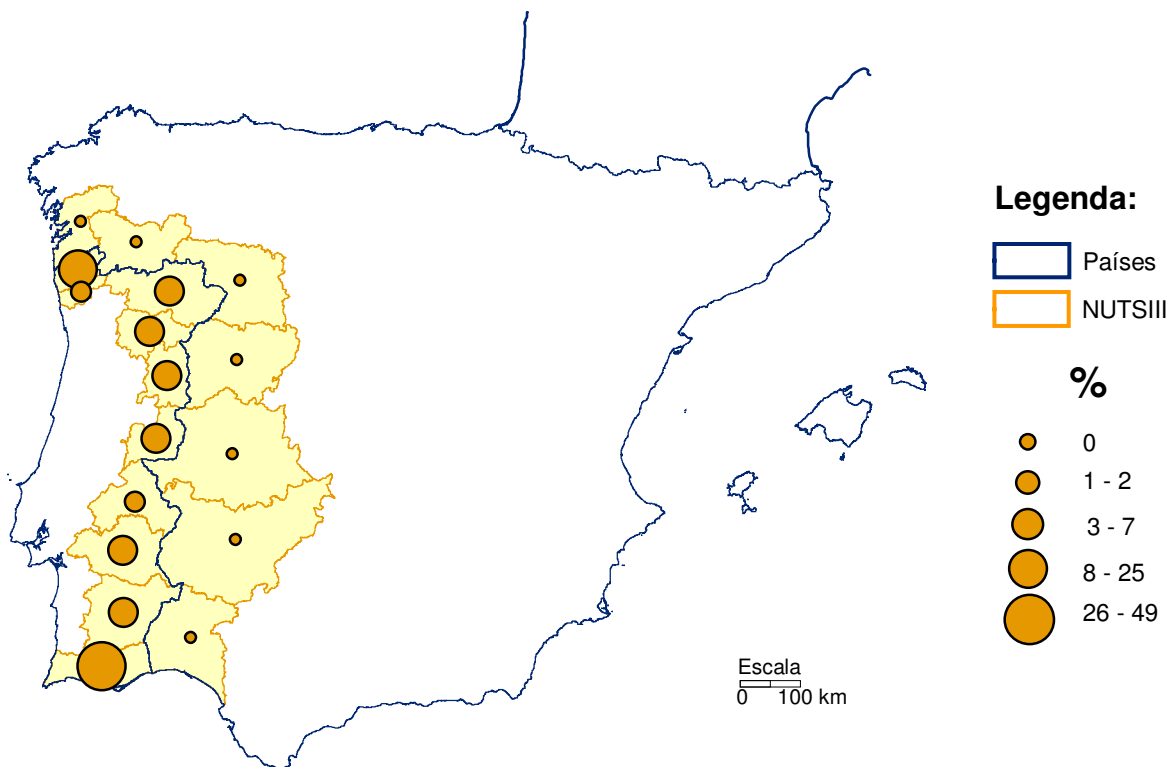 Legenda:
Países
NUTSIII
%
0
1 - 2
3 - 7
8 - 25
26 - 49
Escala
0 100 km